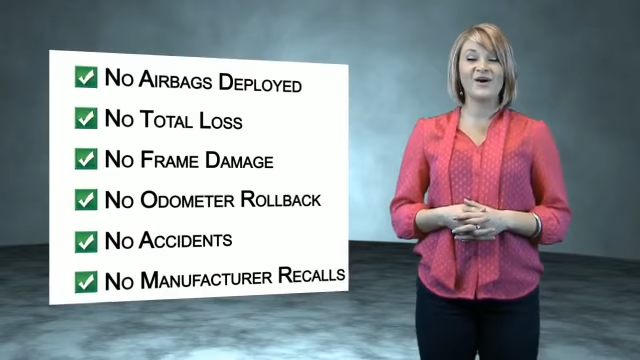 No Airbags Deployed
No Total Loss
No Frame Damage
No Odometer Rollback
No Accidents
No Manufacturer Recalls